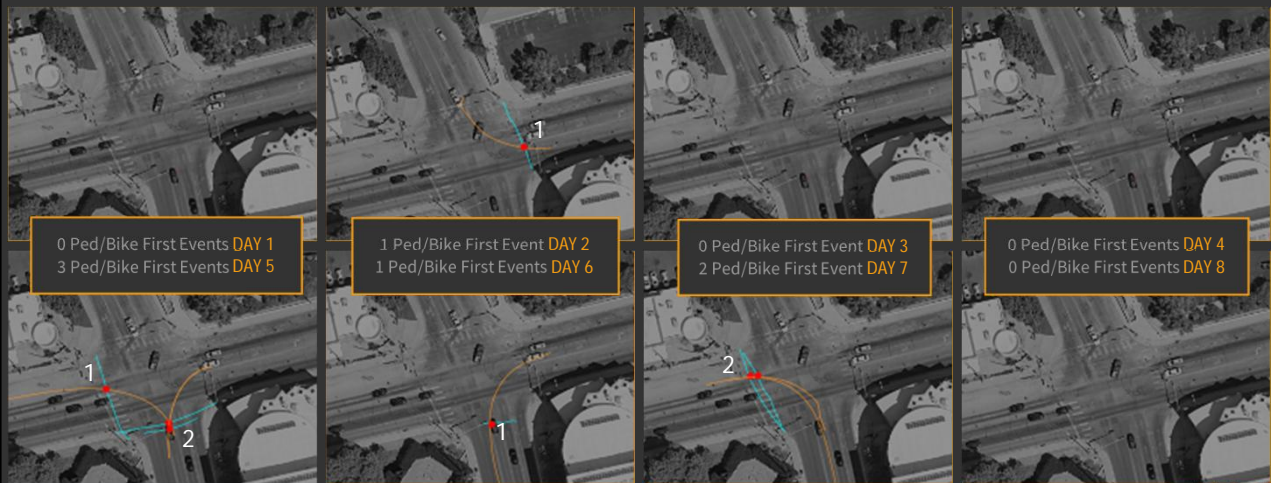 1
0 Ped/Bike First Events DAY 1
3 Ped/Bike First Events DAY 5
1 Ped/Bike First Event DAY 2
1 Ped/Bike First Events DAY 6
0 Ped/Bike First Event DAY 3
2 Ped/Bike First Event DAY 7
0 Ped/Bike First Events DAY 4
0 Ped/Bike First Events DAY 8
1
2
1
2